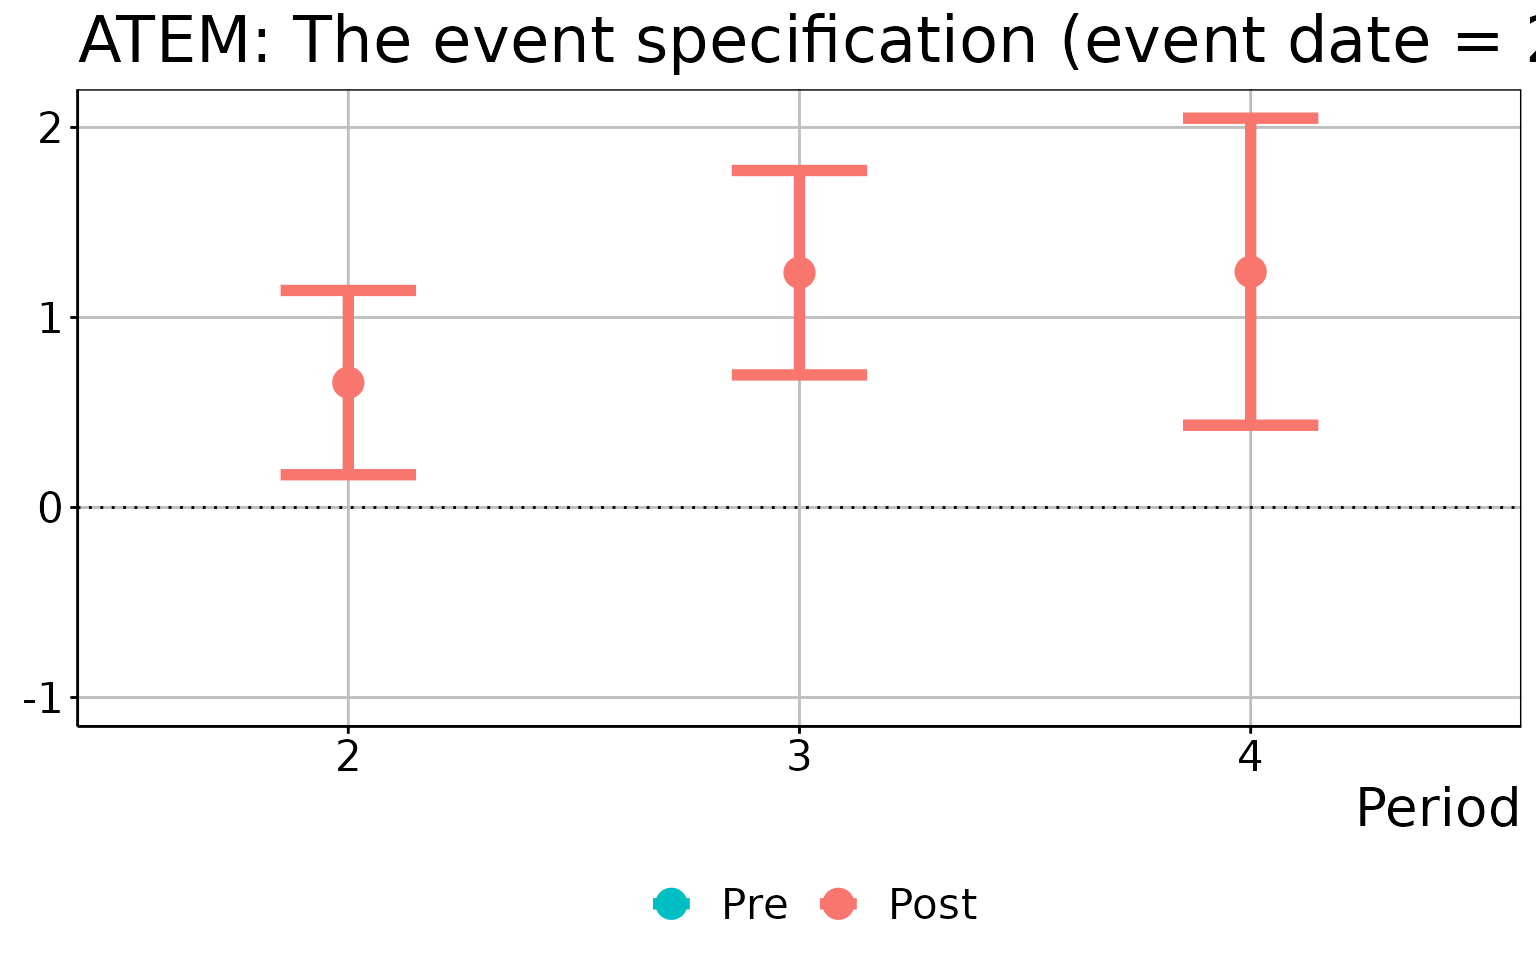 ATEM: The event specification (event date =
2
1
0
-1
2 3 4
Period
Pre Post